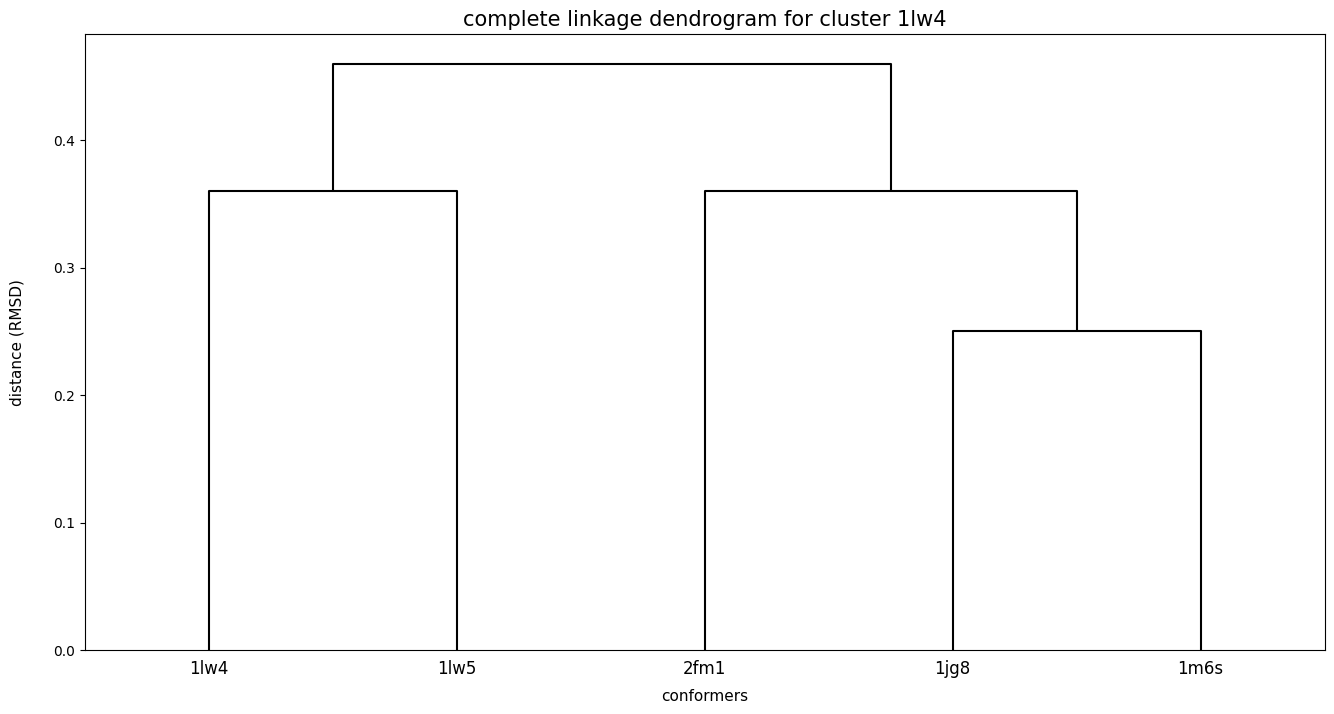 complete linkage dendrogram for cluster 1lw4
distance (RMSD)
0.4
0.3
0.2
0.1
0.0
1lw4 1lw5 2fm1 1jg8 1m6s
conformers